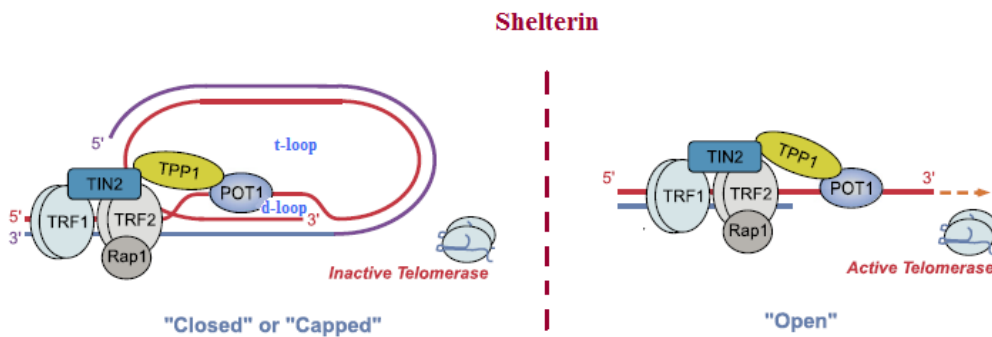 Shelterin
5'
t-loop
TPP1
TIN2
POT1
d-loop
5'
TRF1
TRF2
3'
3'
Rap1
Inactive Telomerase
"Closed" or "Capped"
TPP1
TIN2
5'
3'
TRF1
TRF2
POT1
Rap1
Active Telomerase
"Open"